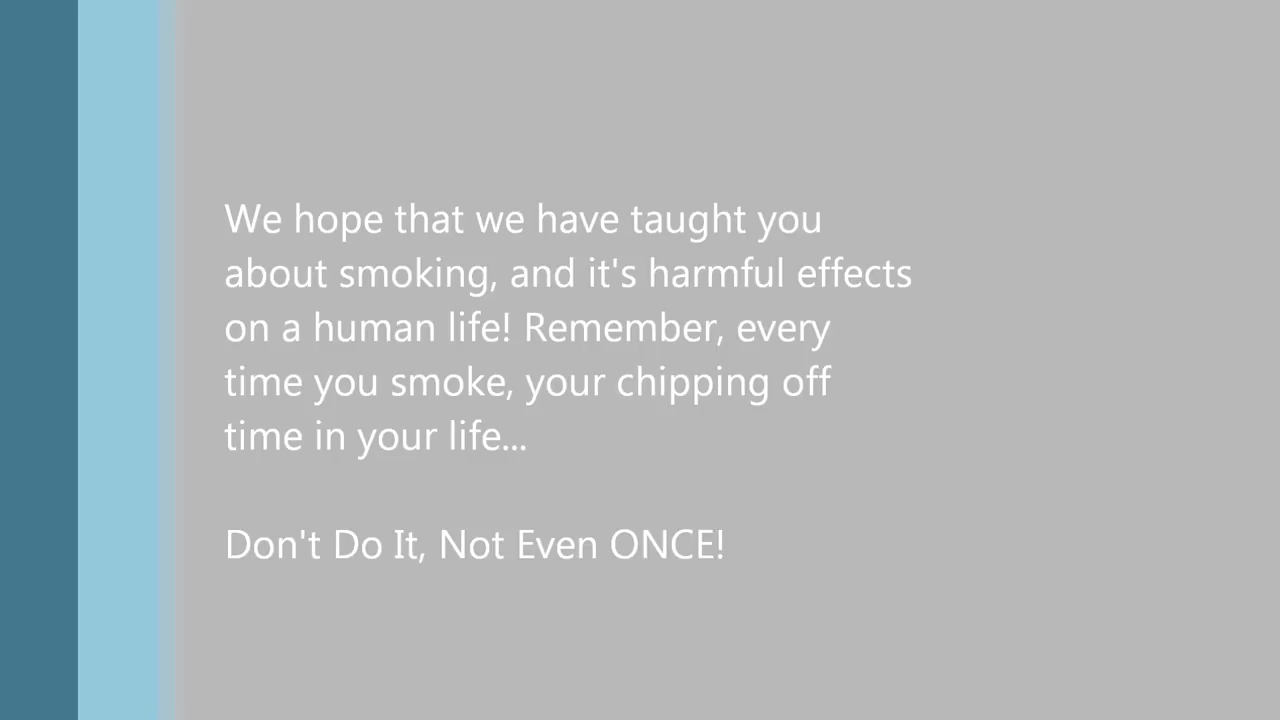 We hope that we have taught you
about smoking, and it's harmful effects
on a human life! Remember, every
time you smoke, your chipping off
time in your life...
Don't Do It, Not Even ONCE!